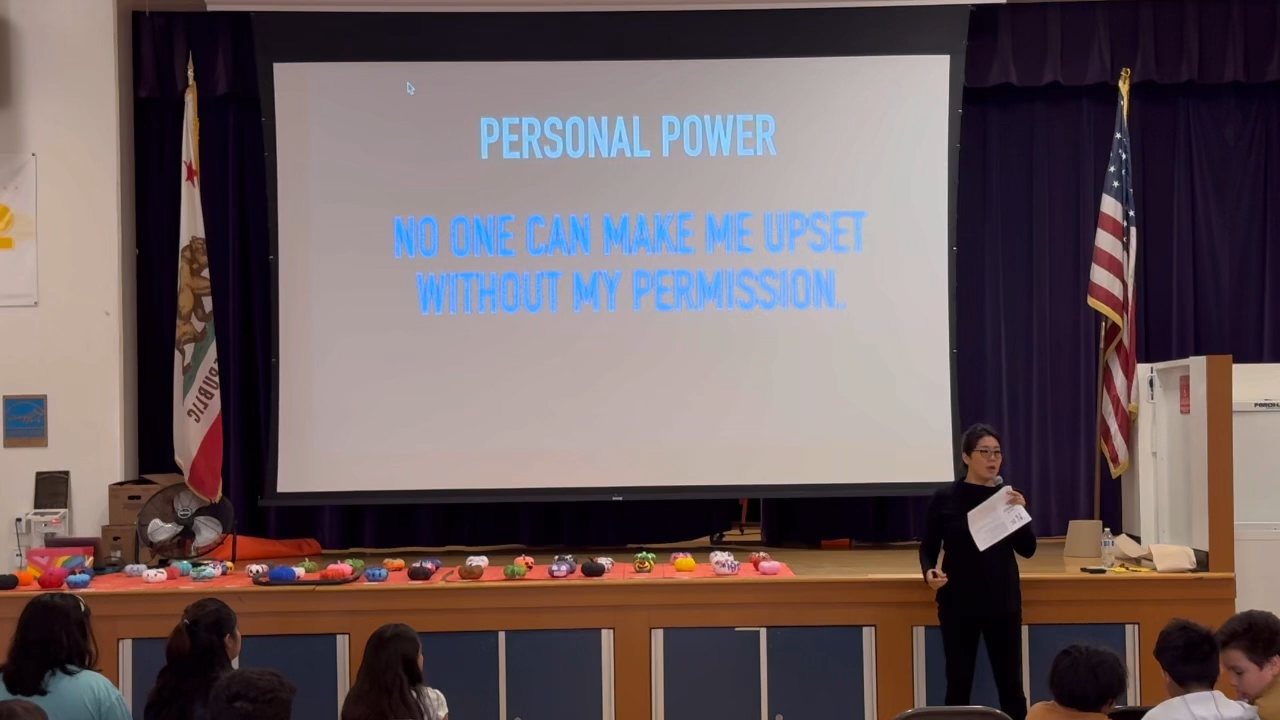 PERSONAL POWER
NO ONE CAN MAKE ME UPSET
WITHOUT MY PERMISSION.